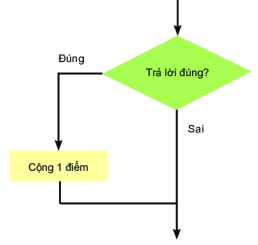 Đúng
Trả lời đúng?
Sai
Cộng 1 điểm